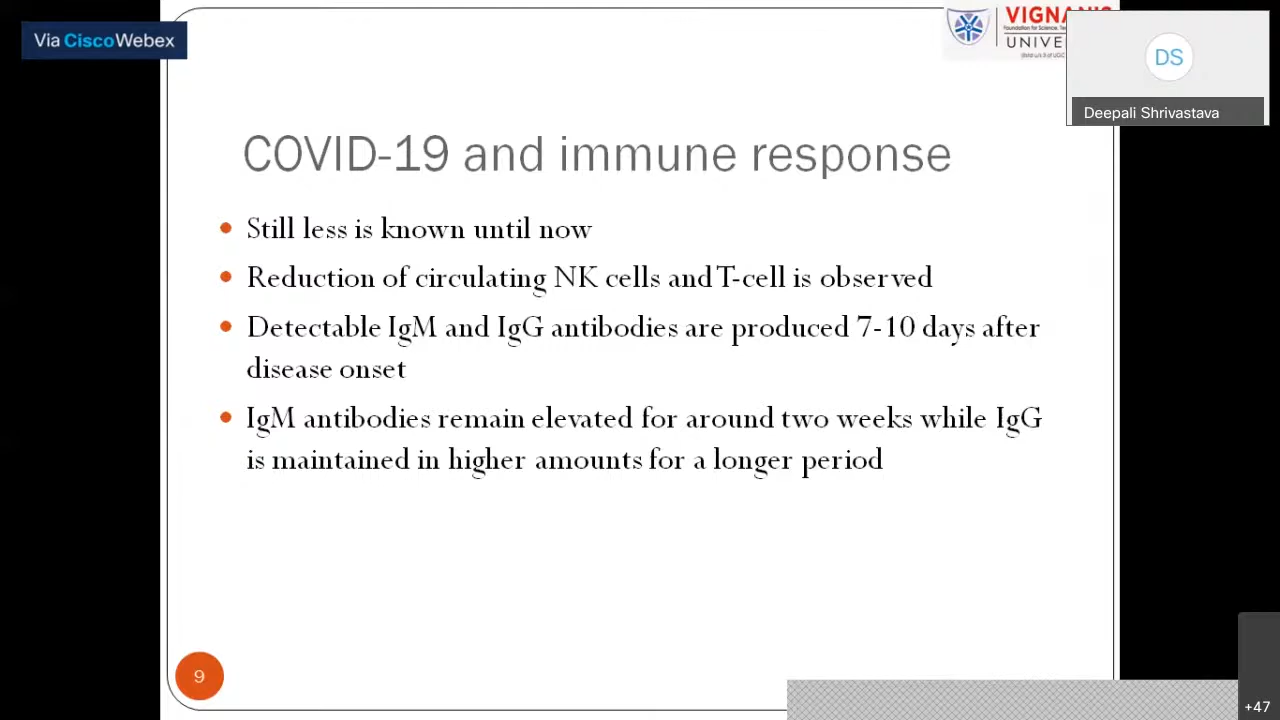 Via CiscoWebex
VIGNAN'S
UNIVE
DS
Deepali Shrivastava
COVID-19 and immune response
Still less is known until now
Reduction of circulating NK cells and T-cell is observed
Detectable IgM and IgG antibodies are produced 7-10 days after
disease onset
IgM antibodies remain elevated for around two weeks while IgG
is maintained in higher amounts for a longer period
9
+47